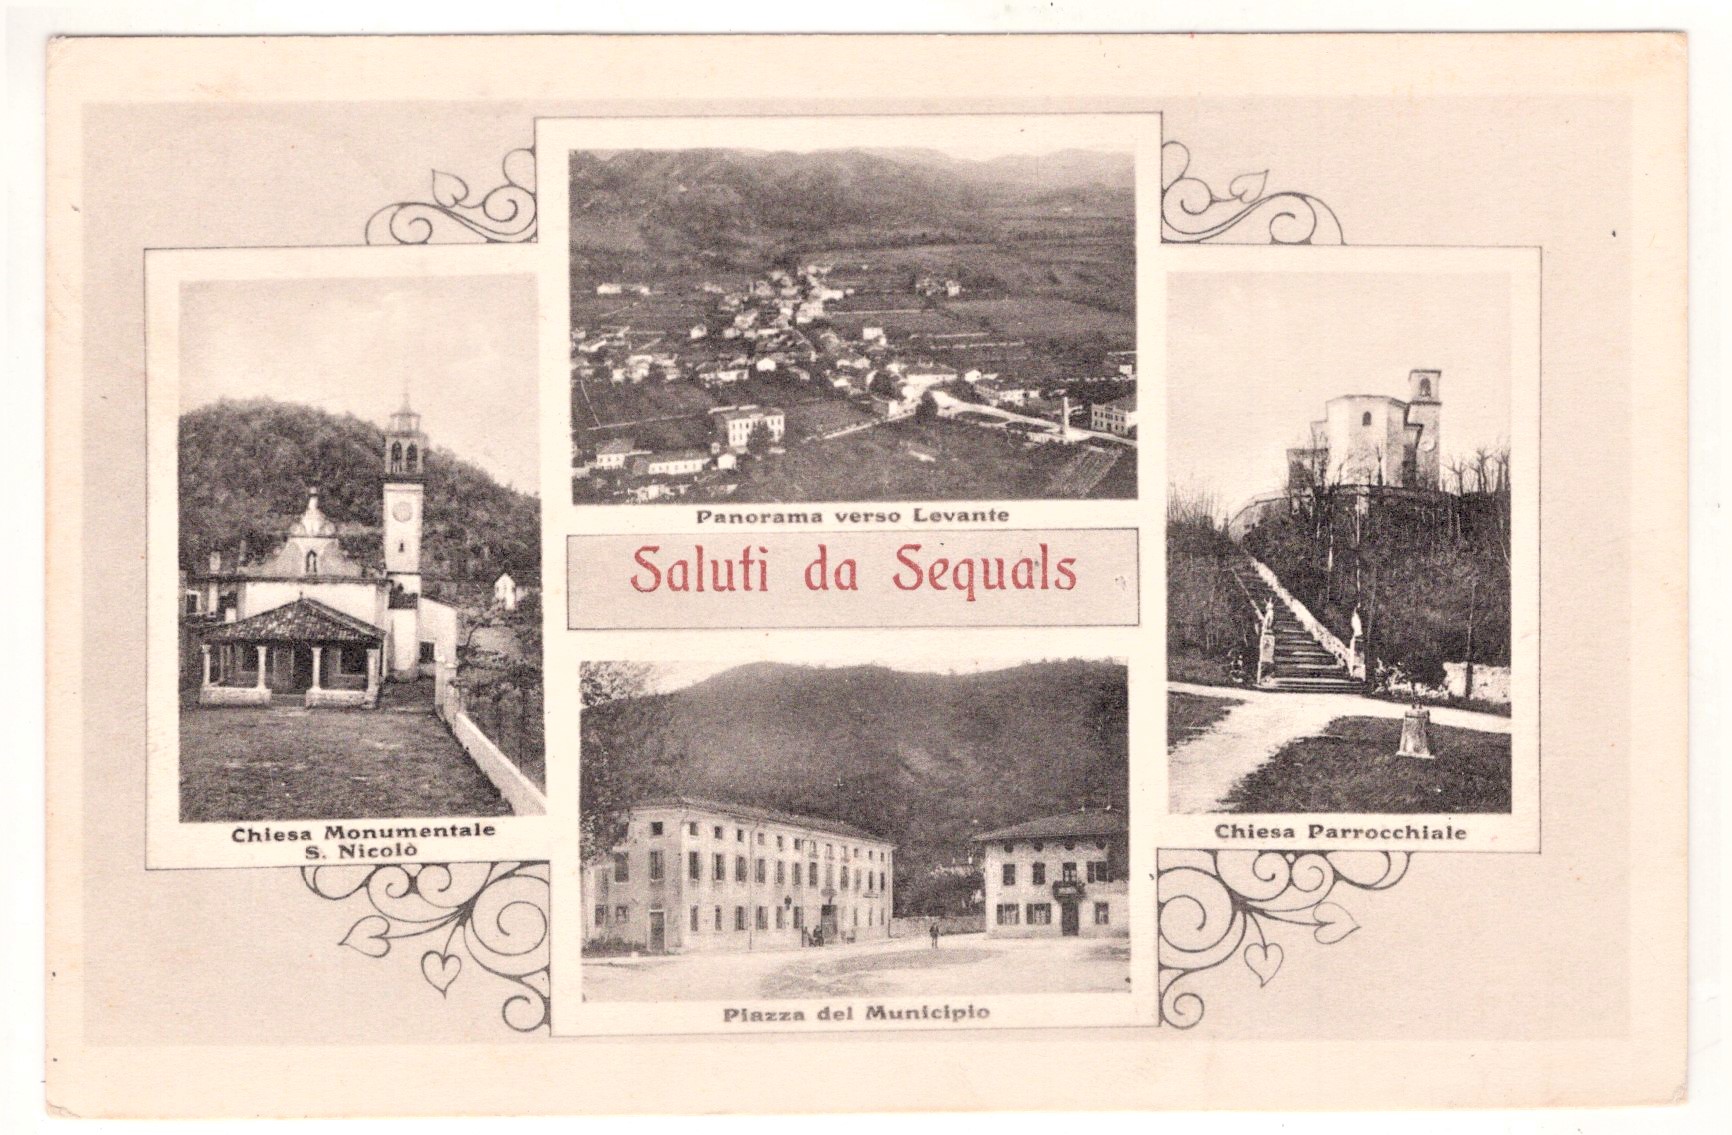 Panorama verso Levante
Saluti da Sequals
Chiesa Monumentale
S. Nicolò
Chiesa Parrocchiale
Piazza del Municipio